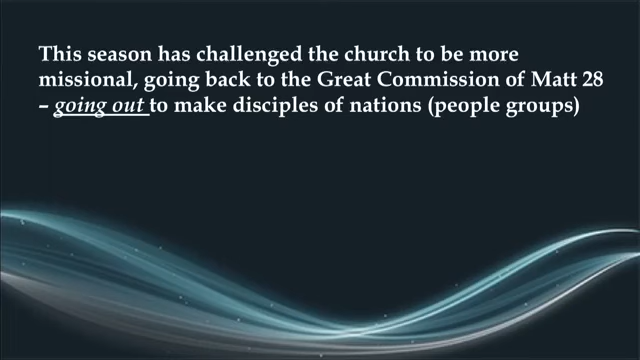 This season has challenged the church to be more
missional, going back to the Great Commission of Matt 28
– going out to make disciples of nations (people groups)